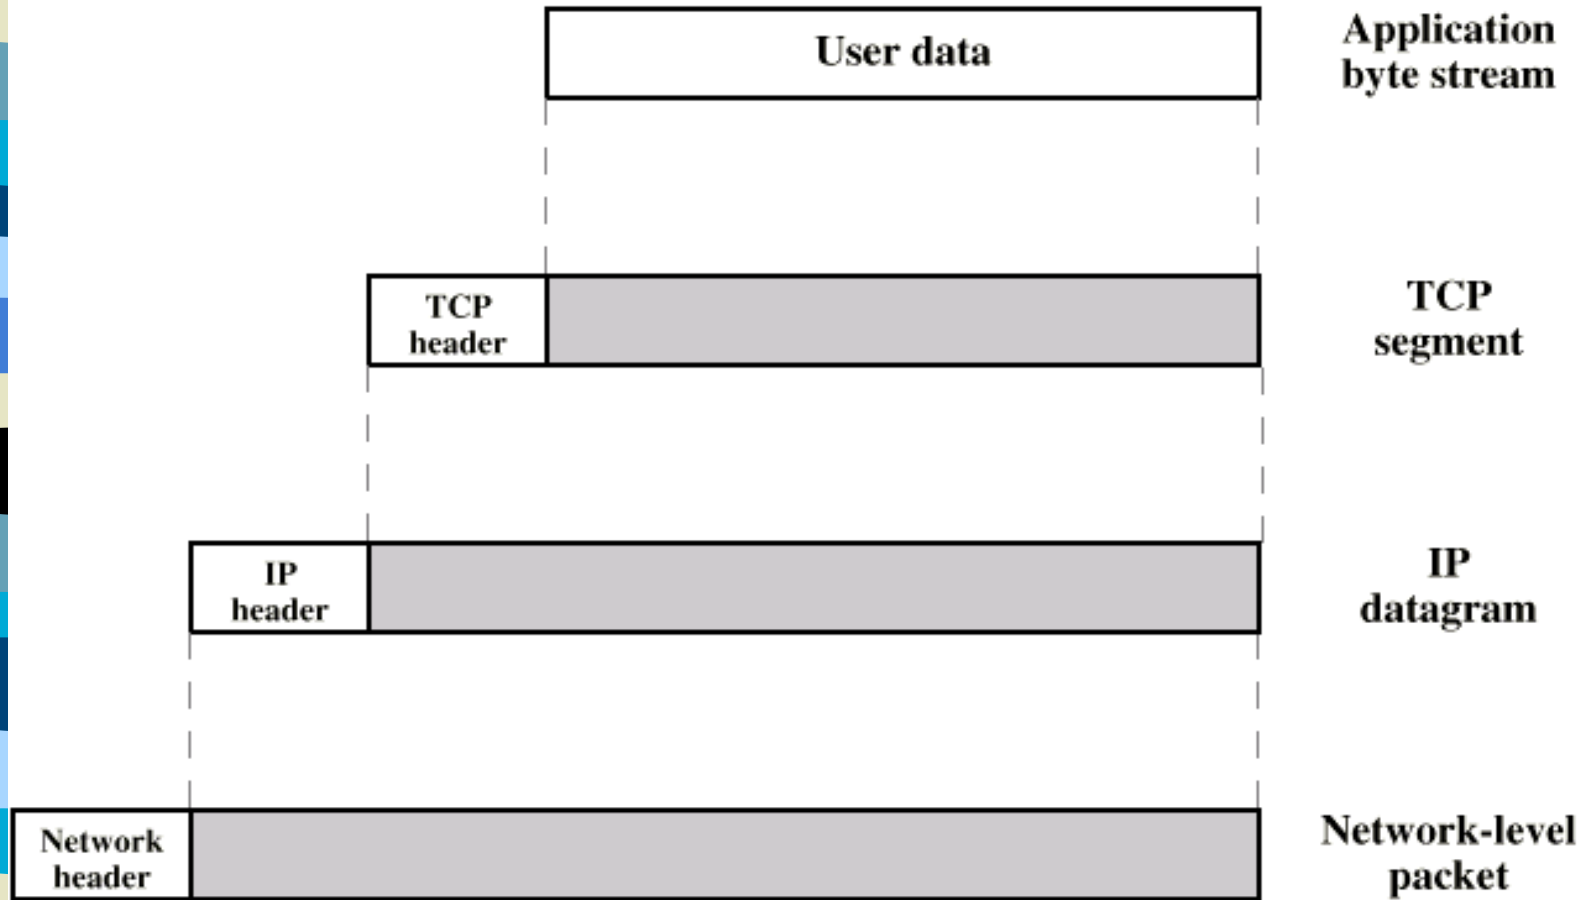 User data
Application
byte stream
TCP
header
TCP
segment
IP
header
IP
datagram
Network
header
Network-level
packet